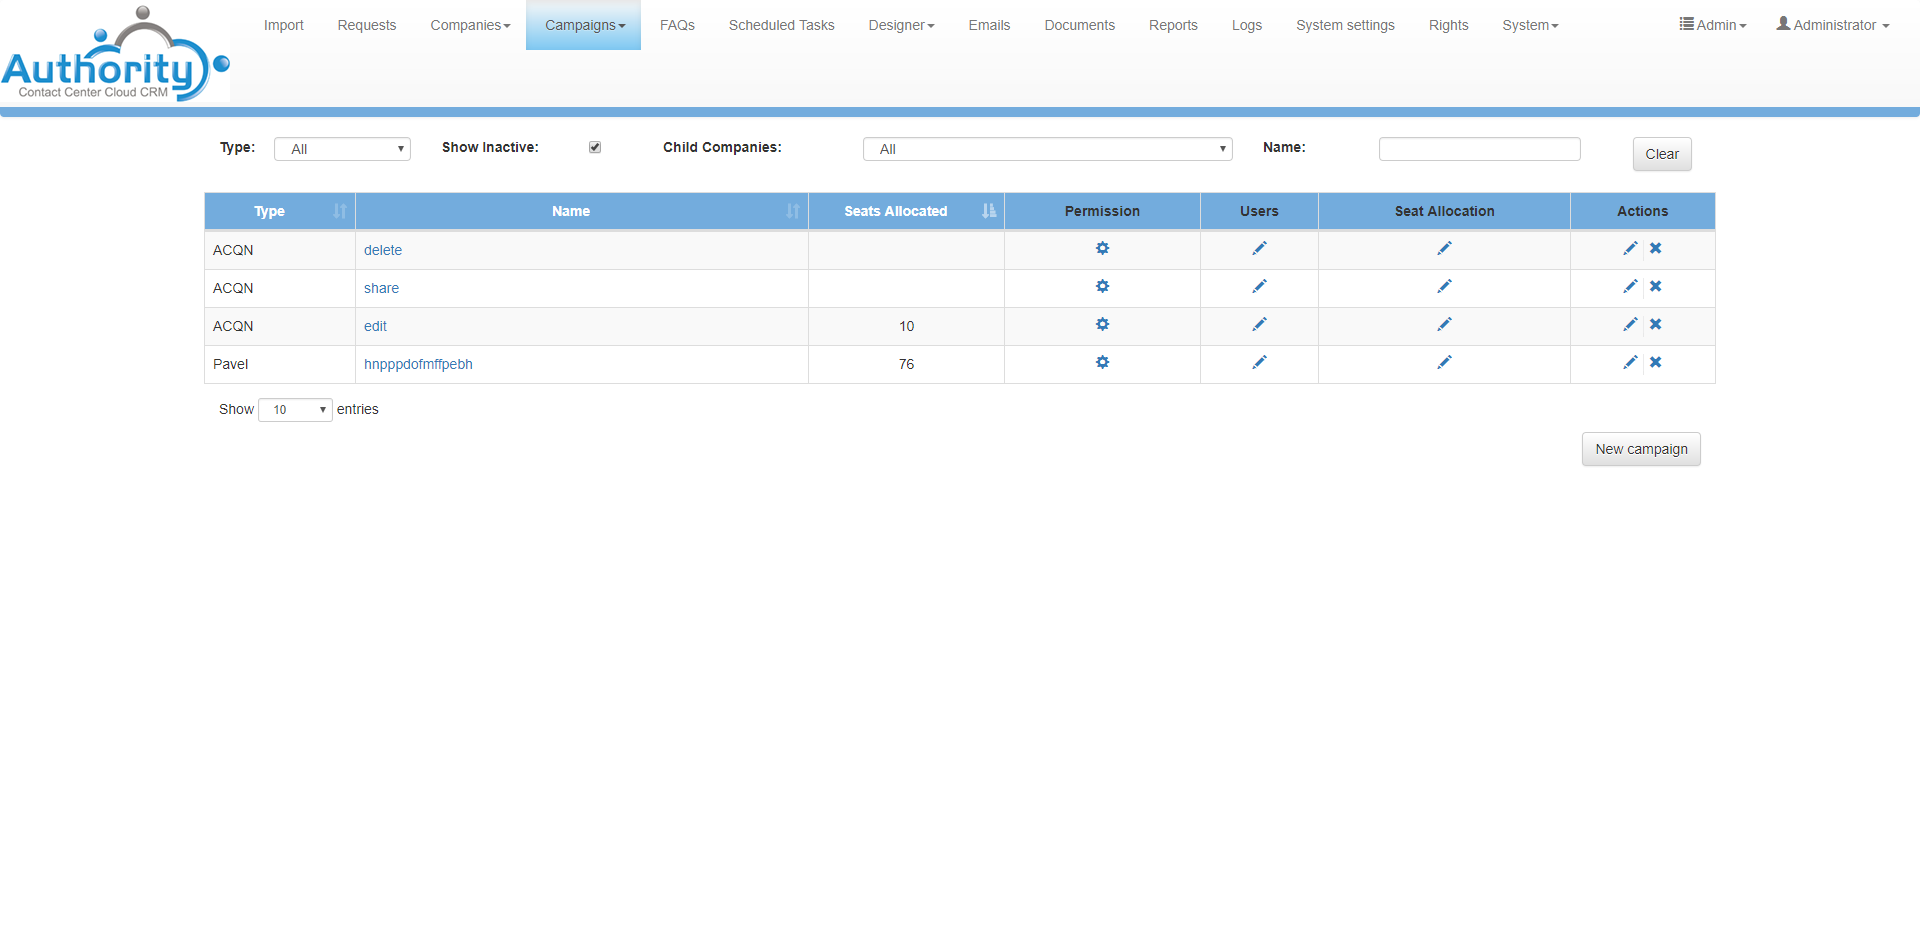 Authority
Contact Center Cloud CRM
Import Requests Companies Campaigns FAQs Scheduled Tasks Designer Emails Documents Reports Logs System settings Rights System Admin Administrator
Type: All Show Inactive: Child Companies: All Name: Clear
Type Name Seats Allocated Permission Users Seat Allocation Actions
ACQN delete
ACQN share
ACQN edit 10
Pavel hnpppdofmffpebh 76
Show 10 entries
New campaign